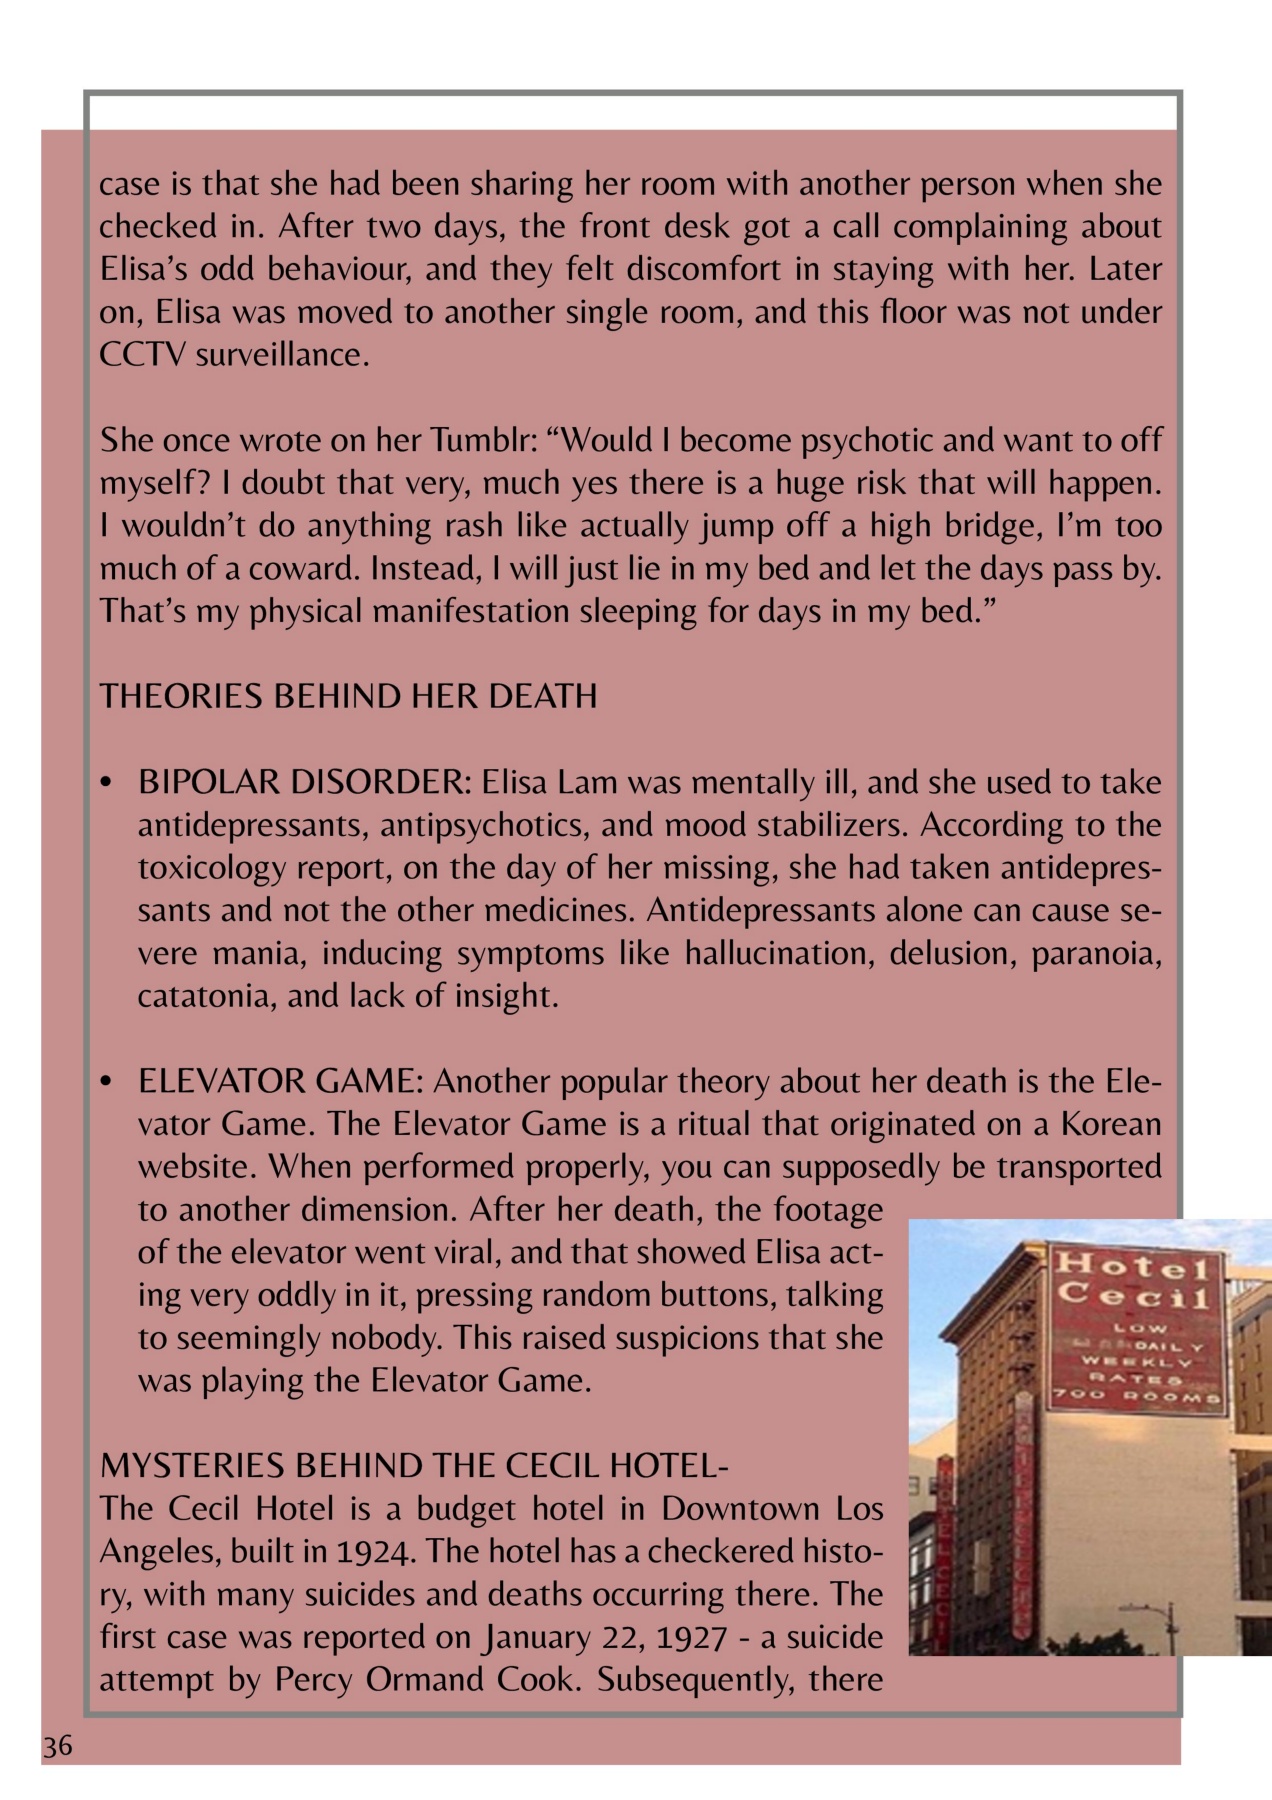 case is that she had been sharing her room with another person when she
checked in. After two days, the front desk got a call complaining about
Elisa’s odd behaviour, and they felt discomfort in staying with her. Later
on, Elisa was moved to another single room, and this floor was not under
CCTV surveillance.
She once wrote on her Tumblr: “Would I become psychotic and want to off
myself? I doubt that very, much yes there is a huge risk that will happen.
I wouldn’t do anything rash like actually jump off a high bridge, I’m too
much of a coward. Instead, I will just lie in my bed and let the days pass by.
That’s my physical manifestation sleeping for days in my bed.”
THEORIES BEHIND HER DEATH
• BIPOLAR DISORDER: Elisa Lam was mentally ill, and she used to take
antidepressants, antipsychotics, and mood stabilizers. According to the
toxicology report, on the day of her missing, she had taken antidepres-
sants and not the other medicines. Antidepressants alone can cause se-
vere mania, inducing symptoms like hallucination, delusion, paranoia,
catatonia, and lack of insight.
• ELEVATOR GAME: Another popular theory about her death is the Ele-
vator Game. The Elevator Game is a ritual that originated on a Korean
website. When performed properly, you can supposedly be transported
to another dimension. After her death, the footage
of the elevator went viral, and that showed Elisa act-
ing very oddly in it, pressing random buttons, talking
to seemingly nobody. This raised suspicions that she
was playing the Elevator Game.
MYSTERIES BEHIND THE CECIL HOTEL-
The Cecil Hotel is a budget hotel in Downtown Los
Angeles, built in 1924. The hotel has a checkered histo-
ry, with many suicides and deaths occurring there. The
first case was reported on January 22, 1927 - a suicide
attempt by Percy Ormand Cook. Subsequently, there
Hotel
Cecil
LOW
DAILY
WEEKLY
RATES
700 ROOMS
36